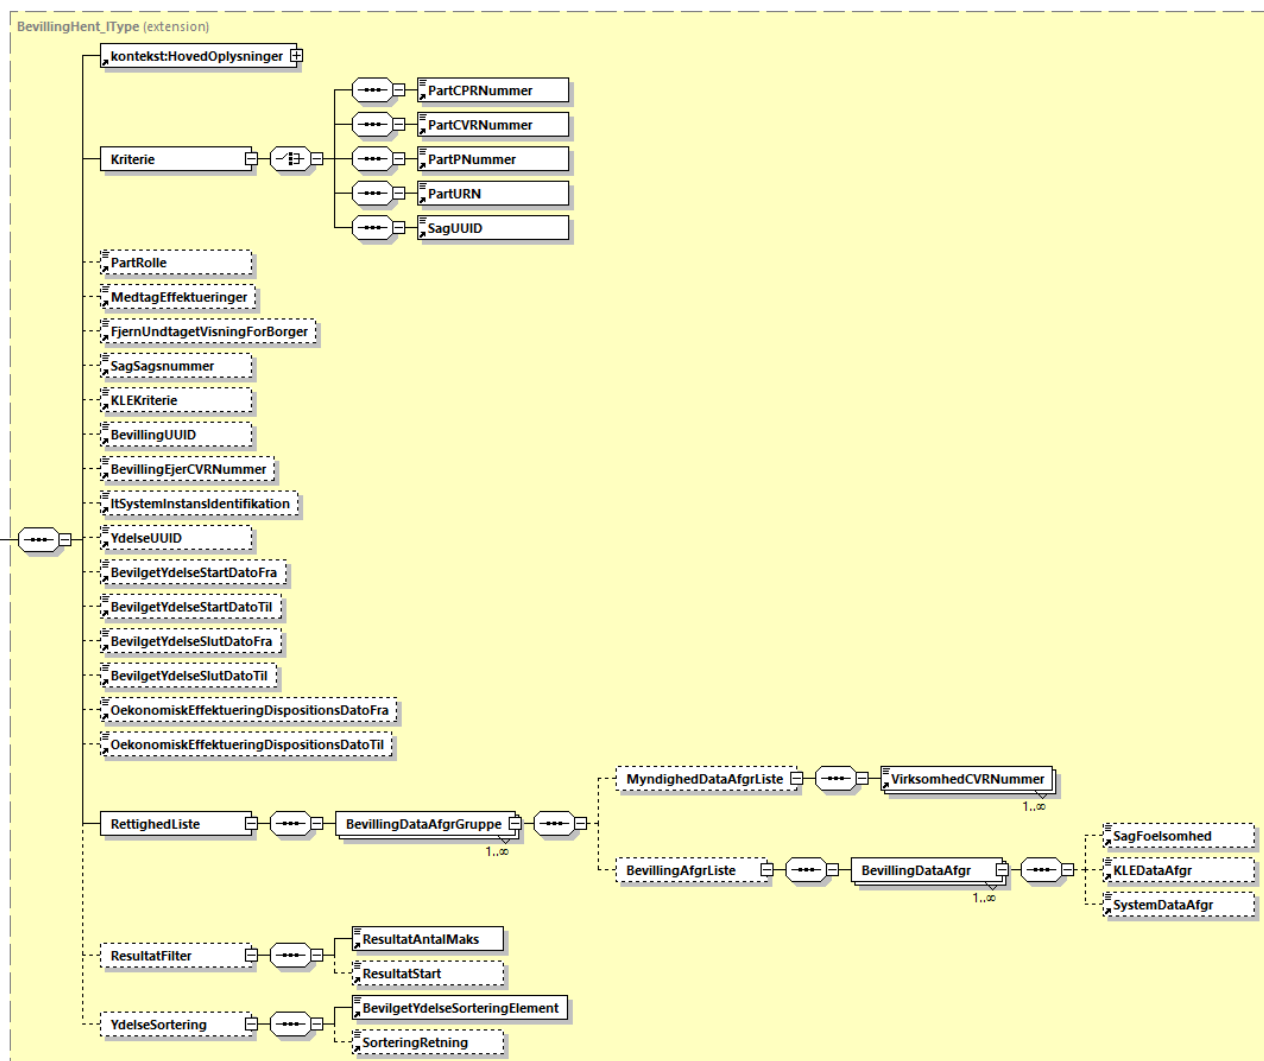 BevillingHent_IType (extension)
kontekst:HovedOplysninger
Kriterie
PartCPRNummer
PartCVRNummer
PartPNummer
PartURN
SagUUID
PartRolle
MedtagEffektueringer
FjernUndtagetVisningForBorger
SagSagsnummer
KLEKriterie
BevillingUUID
BevillingEjerCVRNummer
ItSystemInstansIdentifikation
YdelseUUID
BevilgetYdelseStartDatoFra
BevilgetYdelseStartDatoTil
BevilgetYdelseSlutDatoFra
BevilgetYdelseSlutDatoTil
OekonomiskEffektueringDispositionsDatoFra
OekonomiskEffektueringDispositionsDatoTil
RettighedListe
BevillingDataAfgrGruppe
1..∞
MyndighedDataAfgrListe
VirksomhedCVRNummer
1..∞
BevillingAfgrListe
BevillingDataAfgr
1..∞
SagFoelsomhed
KLEDataAfgr
SystemDataAfgr
ResultatFilter
ResultatAntalMaks
ResultatStart
YdelseSortering
BevilgetYdelseSorteringElement
SorteringRetning